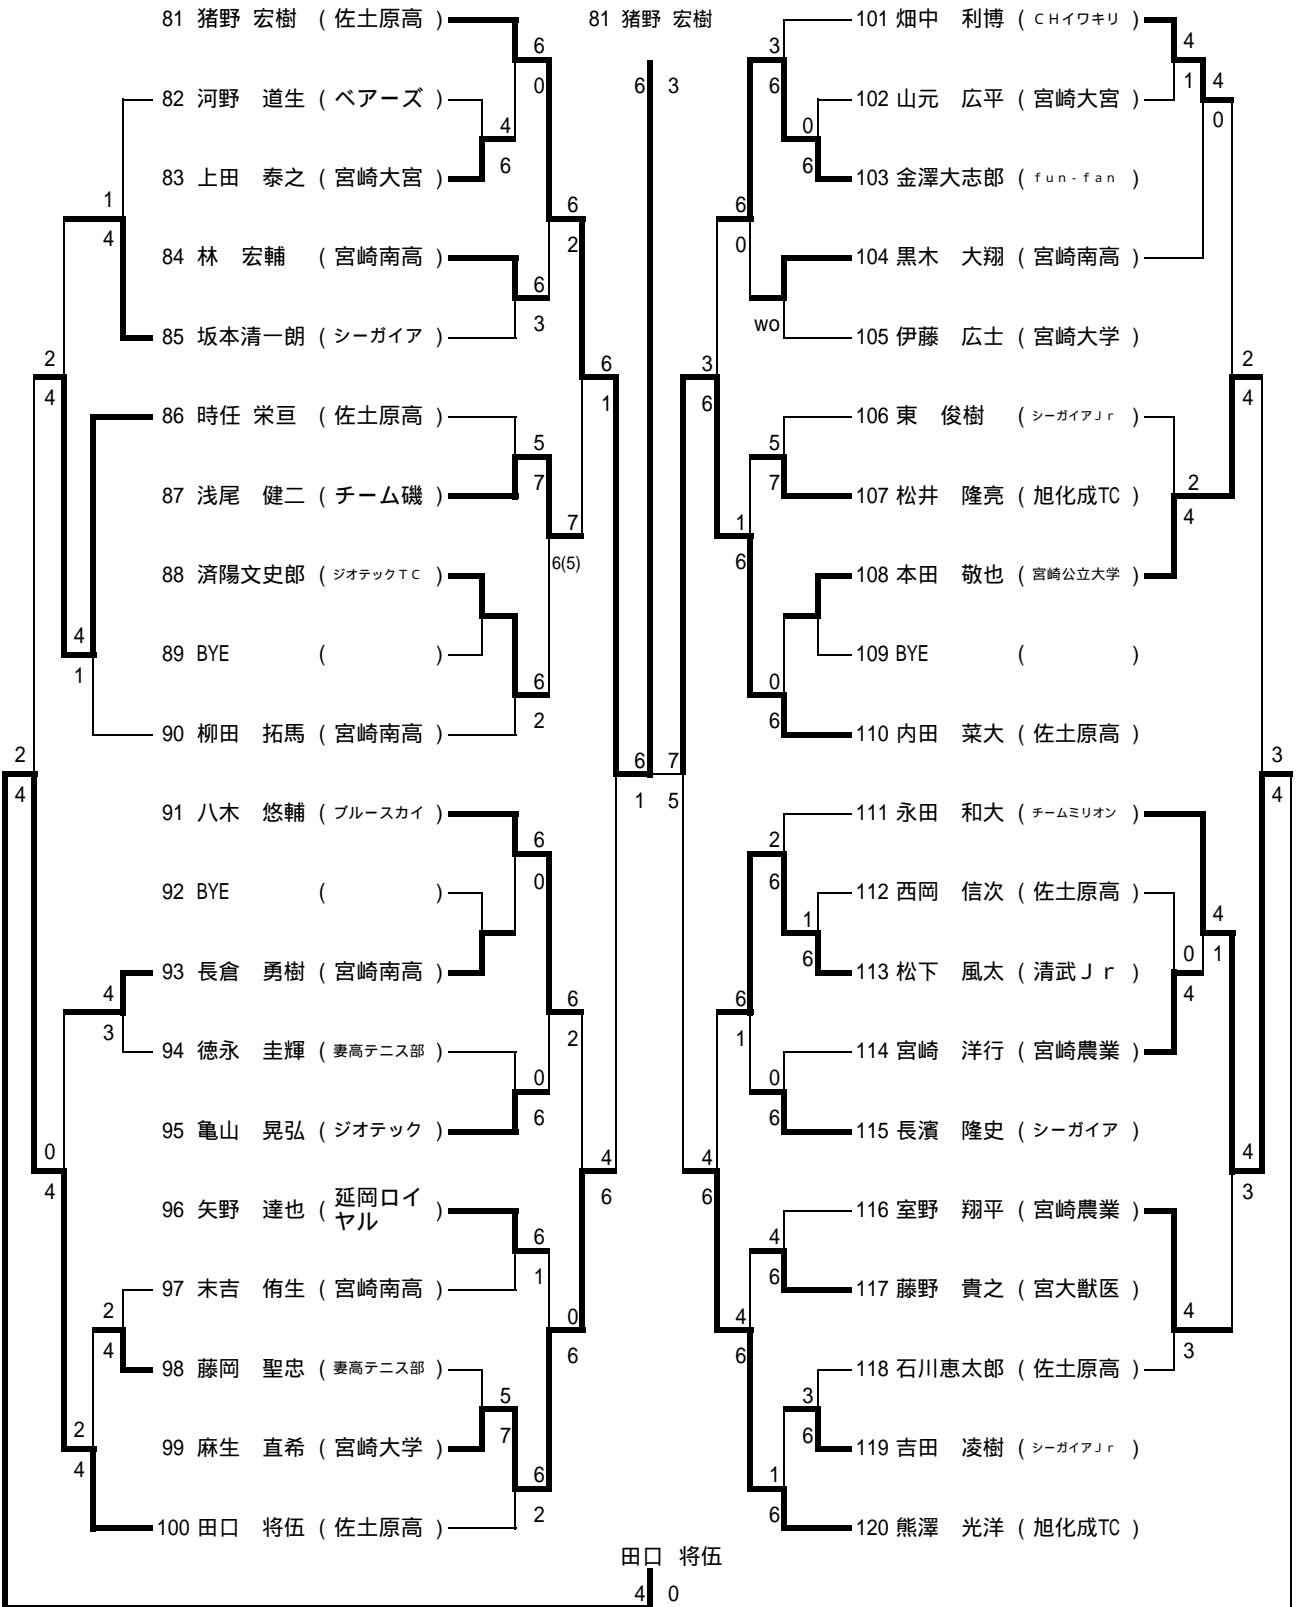 81 猪野 宏樹 ( 佐土原高 )
82 河野 道生 ( ベアーズ )
83 上田 泰之 ( 宮崎大宮 )
84 林 宏輔 ( 宮崎南高 )
85 坂本清一朗 ( シーガイア )
86 時任 栄亘 ( 佐土原高 )
87 浅尾 健二 ( チーム磯 )
88 済陽文史郎 ( ジオテックTC )
89 BYE ( )
90 柳田 拓馬 ( 宮崎南高 )
91 八木 悠輔 ( ブルースカイ )
92 BYE ( )
93 長倉 勇樹 ( 宮崎南高 )
94 徳永 圭輝 ( 妻高テニス部 )
95 亀山 晃弘 ( ジオテック )
96 矢野 達也 ( 延岡ロイ
ヤル )
97 末吉 侑生 ( 宮崎南高 )
98 藤岡 聖忠 ( 妻高テニス部 )
99 麻生 直希 ( 宮崎大学 )
100 田口 将伍 ( 佐土原高 )
1
4
2
4
4
1
2
4
4
3
0
4
2
4
2
4
6
0
4
6
6
2
6
3
6
1
5
7
7
6(5)
6
2
6
0
6
2
0
6
4
6
6
1
0
6
5
7
6
2
81 猪野 宏樹
6 3
6 7
1 5
田口 将伍
4 0
3
6
0
6
6
0
wo
3
6
5
7
1
6
0
6
2
6
1
6
6
1
0
6
4
6
4
6
4
6
3
6
1
6
101 畑中 利博 ( CHイワキリ )
102 山元 広平 ( 宮崎大宮 )
103 金澤大志郎 ( fun-fan )
104 黒木 大翔 ( 宮崎南高 )
105 伊藤 広士 ( 宮崎大学 )
106 東 俊樹 ( シーガイアJr )
107 松井 隆亮 ( 旭化成TC )
108 本田 敬也 ( 宮崎公立大学 )
109 BYE ( )
110 内田 菜大 ( 佐土原高 )
111 永田 和大 ( チームミリオン )
112 西岡 信次 ( 佐土原高 )
113 松下 風太 ( 清武Jr )
114 宮崎 洋行 ( 宮崎農業 )
115 長濱 隆史 ( シーガイア )
116 室野 翔平 ( 宮崎農業 )
117 藤野 貴之 ( 宮大獣医 )
118 石川恵太郎 ( 佐土原高 )
119 吉田 凌樹 ( シーガイアJr )
120 熊澤 光洋 ( 旭化成TC )
4
1
4
0
2
4
2
4
3
4
4
1
0
4
4
3
4
3